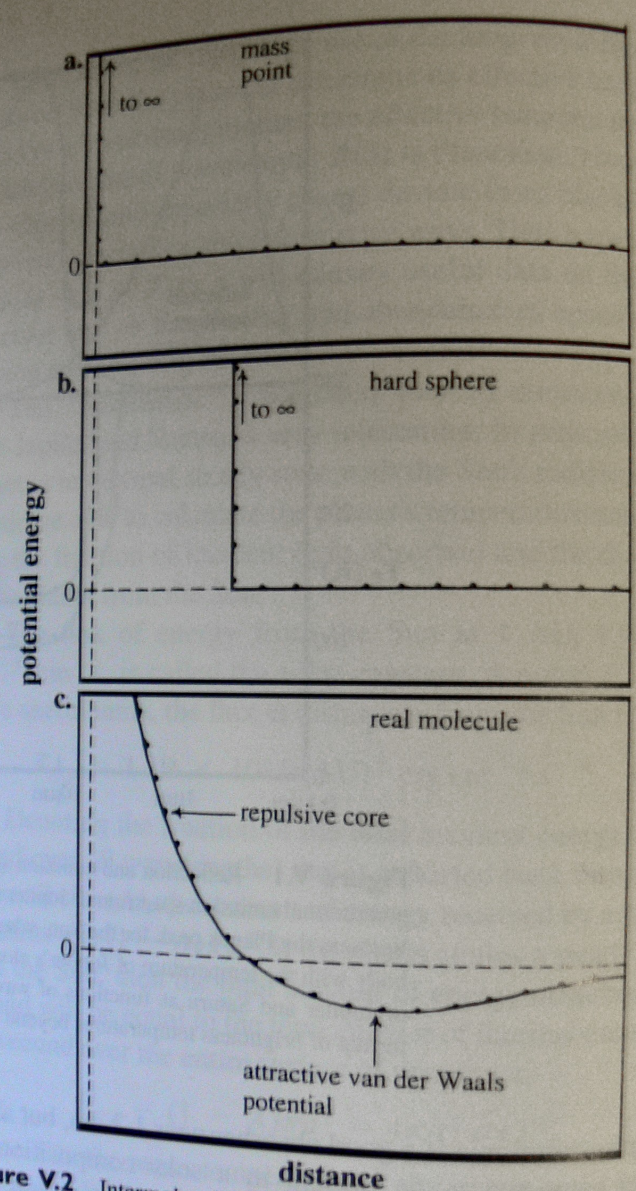 a.
mass
point
to ∞
0
b.
hard sphere
to ∞
0
potential energy
c.
real molecule
repulsive core
0
attractive van der Waals
potential
distance
V.2